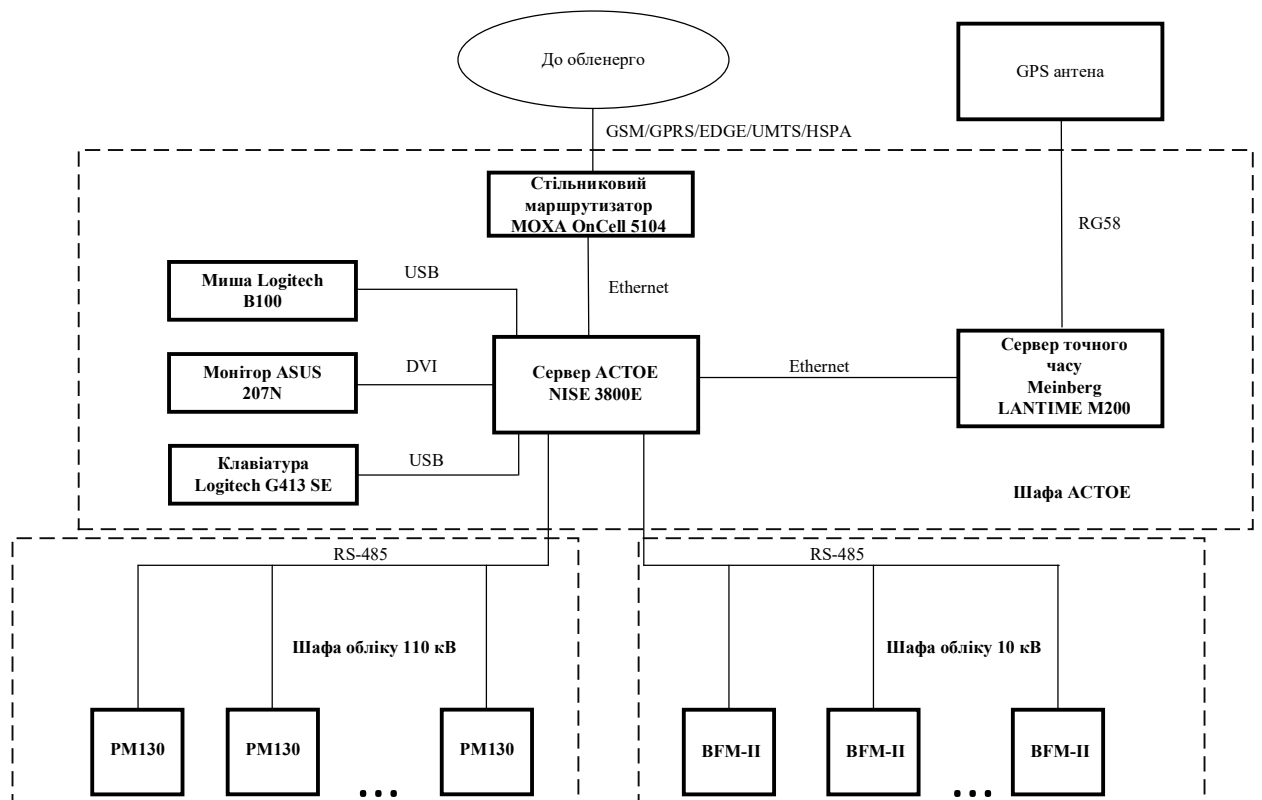 До обленерго
GPS антена
GSM/GPRS/EDGE/UMTS/HSPA
Стільниковий
маршрутизатор
MOXA OnCell 5104
RG58
Миша Logitech
B100
USB
Ethernet
Монітор ASUS
207N
DVI
Сервер АСТОЕ
NISE 3800E
Ethernet
Сервер точного
часу
Meinberg
LANTIME M200
Клавіатура
Logitech G413 SE
USB
Шафа АСТОЕ
RS-485
RS-485
Шафа обліку 110 кВ
Шафа обліку 10 кВ
PM130
PM130
PM130
...
BFM-II
BFM-II
BFM-II
...